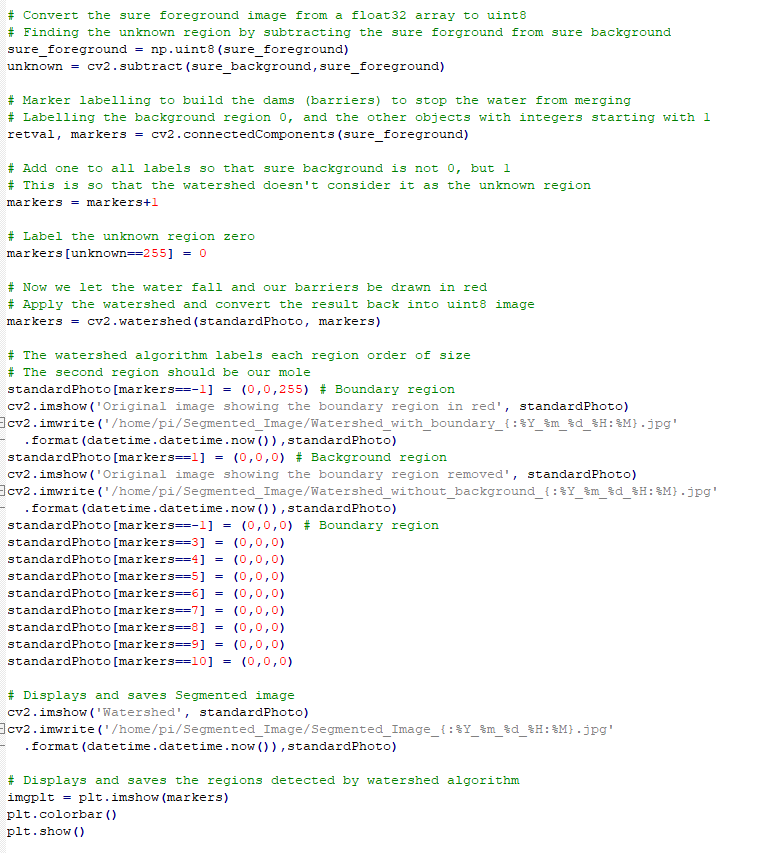 # Convert the sure foreground image from a float32 array to uint8
# Finding the unknown region by subtracting the sure forground from sure background
sure_foreground = np.uint8(sure_foreground)
unknown = cv2.subtract(sure_background,sure_foreground)

# Marker labelling to build the dams (barriers) to stop the water from merging
# Labelling the background region 0, and the other objects with integers starting with 1
retval, markers = cv2.connectedComponents(sure_foreground)

# Add one to all labels so that sure background is not 0, but 1
# This is so that the watershed doesn't consider it as the unknown region
markers = markers+1

# Label the unknown region zero
markers[unknown==255] = 0

# Now we let the water fall and our barriers be drawn in red
# Apply the watershed and convert the result back into uint8 image
markers = cv2.watershed(standardPhoto, markers)

# The watershed algorithm labels each region order of size
# The second region should be our mole
standardPhoto[markers==-1] = (0,0,255) # Boundary region
cv2.imshow('Original image showing the boundary region in red', standardPhoto)
cv2.imwrite('/home/pi/Segmented_Image/Watershed_with_boundary_{:%Y_%m_%d_%H:%M}.jpg'
  .format(datetime.datetime.now()),standardPhoto)
standardPhoto[markers==1] = (0,0,0) # Background region
cv2.imshow('Original image showing the boundary region removed', standardPhoto)
cv2.imwrite('/home/pi/Segmented_Image/Watershed_without_background_{:%Y_%m_%d_%H:%M}.jpg'
  .format(datetime.datetime.now()),standardPhoto)
standardPhoto[markers==-1] = (0,0,0) # Boundary region
standardPhoto[markers==3] = (0,0,0)
standardPhoto[markers==4] = (0,0,0)
standardPhoto[markers==5] = (0,0,0)
standardPhoto[markers==6] = (0,0,0)
standardPhoto[markers==7] = (0,0,0)
standardPhoto[markers==8] = (0,0,0)
standardPhoto[markers==9] = (0,0,0)
standardPhoto[markers==10] = (0,0,0)

# Displays and saves Segmented image
cv2.imshow('Watershed', standardPhoto)
cv2.imwrite('/home/pi/Segmented_Image/Segmented_Image_{:%Y_%m_%d_%H:%M}.jpg'
  .format(datetime.datetime.now()),standardPhoto)

# Displays and saves the regions detected by watershed algorithm
imgplt = plt.imshow(markers)
plt.colorbar()
plt.show()